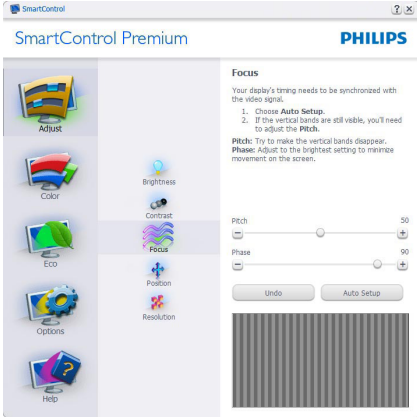 SmartControl
SmartControl Premium
PHILIPS
Adjust
Color
Eco
Options
Help
Brightness
Contrast
Focus
Position
Resolution
Focus
Your display's timing needs to be synchronized with
the video signal.
1. Choose Auto Setup.
2. If the vertical bands are still visible, you'll need
to adjust the Pitch.
Pitch: Try to make the vertical bands disappear.
Phase: Adjust to the brightest setting to minimize
movement on the screen.
Pitch 50
Phase 90
Undo Auto Setup